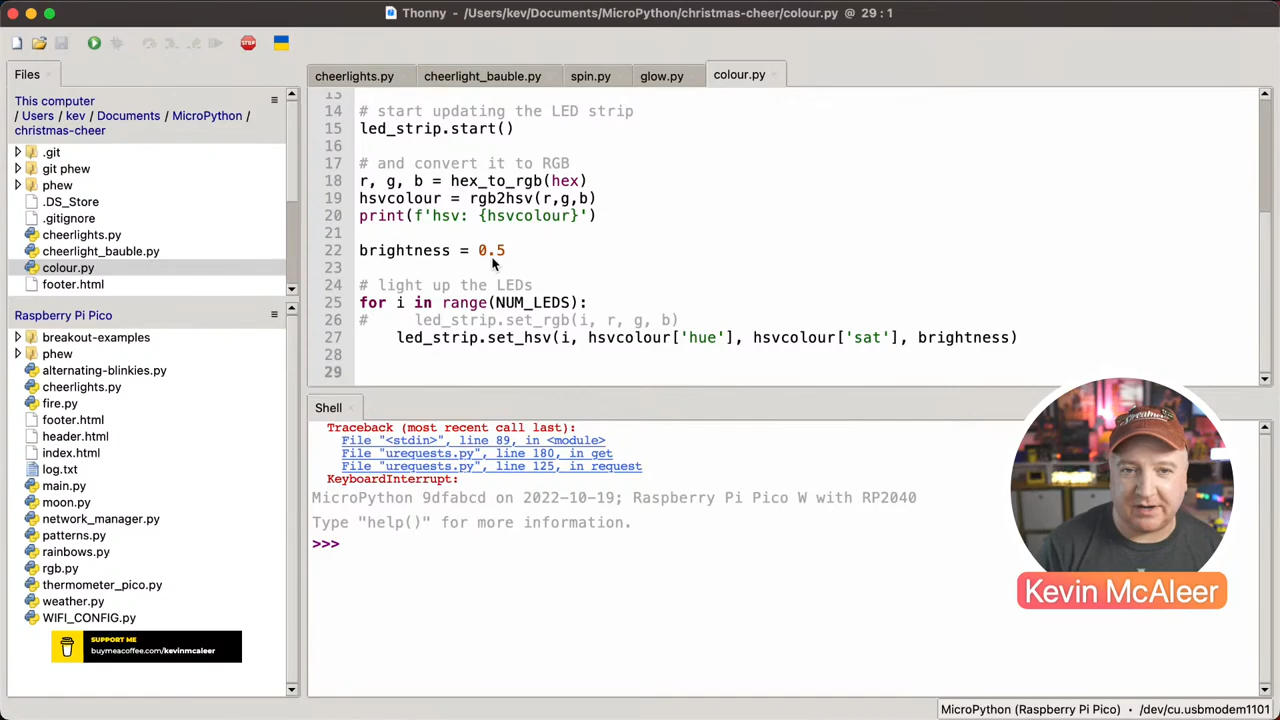 Thonny - /Users/kev/Documents/MicroPython/christmas-cheer/colour.py @ 29 : 1
STOP
Files
cheerlights.py
cheerlight_bauble.py
spin.py
glow.py
colour.py
This computer
/ Users / kev / Documents / MicroPython /
christmas-cheer
.git
git phew
phew
.DS_Store
.gitignore
cheerlights.py
cheerlight_bauble.py
colour.py
footer.html
13
14 # start updating the LED strip
15 led_strip.start()
16
17 # and convert it to RGB
18 r, g, b = hex_to_rgb(hex)
19 hsvcolour = rgb2hsv(r,g,b)
20 print(f'hsv: {hsvcolour}')
21
22 brightness = 0.5
23
24 # light up the LEDs
25 for i in range(NUM_LEDS):
26 #     led_strip.set_rgb(i, r, g, b)
27     led_strip.set_hsv(i, hsvcolour['hue'], hsvcolour['sat'], brightness)
28
29
Raspberry Pi Pico
breakout-examples
phew
alternating-blinkies.py
cheerlights.py
fire.py
footer.html
header.html
index.html
log.txt
main.py
moon.py
network_manager.py
patterns.py
rainbows.py
rgb.py
thermometer_pico.py
weather.py
WIFI_CONFIG.py
Shell
Traceback (most recent call last):
File "<stdin>", line 89, in <module>
File "urequests.py", line 180, in get
File "urequests.py", line 125, in request
KeyboardInterrupt:
MicroPython 9dfabcd on 2022-10-19; Raspberry Pi Pico W with RP2040
Type "help()" for more information.
>>>
Kevin McAleer
SUPPORT ME
buymeacoffee.com/kevinmcaleer
MicroPython (Raspberry Pi Pico) • /dev/cu.usbmodem1101